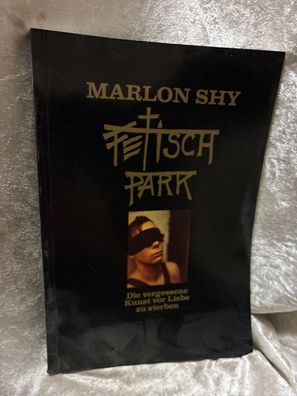 MARLON SHY
FETISCH
PARK
Die vergessene
Kunst vor Liebe
zu sterben